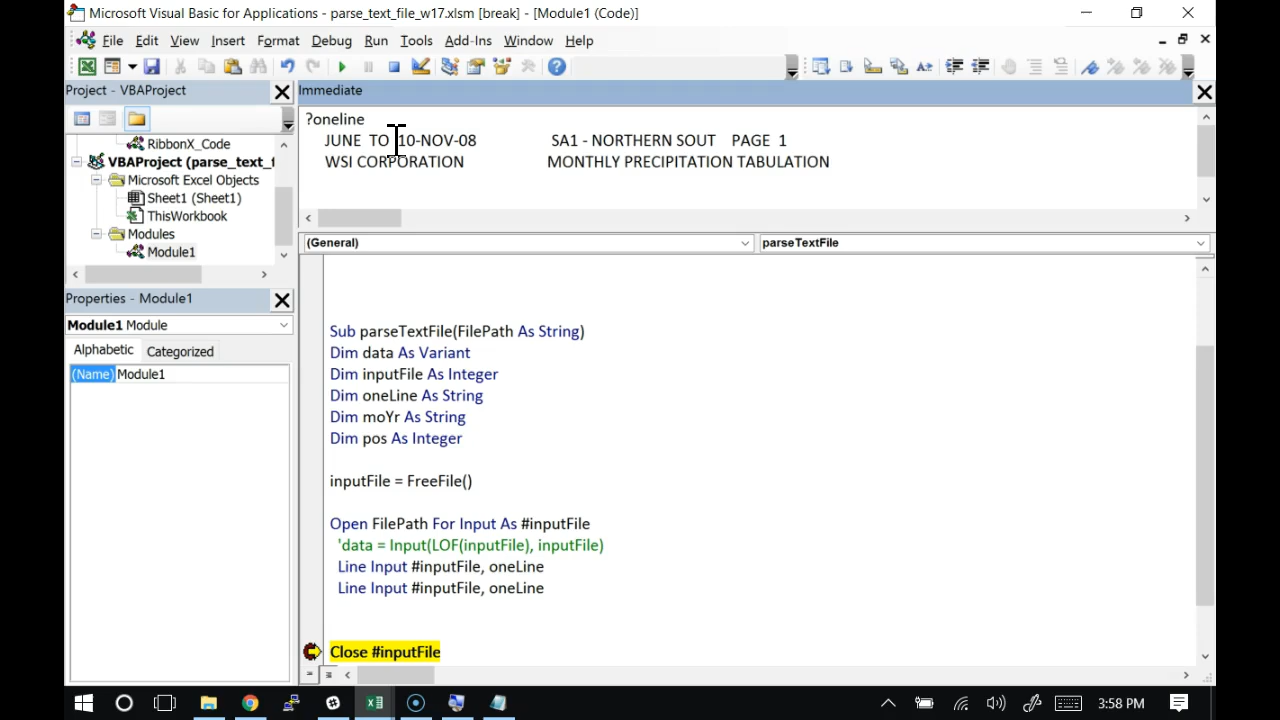 Microsoft Visual Basic for Applications - parse_text_file_w17.xlsm [break] - [Module1 (Code)]
File Edit View Insert Format Debug Run Tools Add-Ins Window Help
Project - VBAProject
RibbonX_Code
VBAProject (parse_text_f
Microsoft Excel Objects
Sheet1 (Sheet1)
ThisWorkbook
Modules
Module1
Properties - Module1
Module1 Module
Alphabetic Categorized
(Name) Module1
Immediate
?oneline
JUNE TO 10-NOV-08 SA1 - NORTHERN SOUT PAGE 1
WSI CORPORATION MONTHLY PRECIPITATION TABULATION
(General) parseTextFile
Sub parseTextFile(FilePath As String)
Dim data As Variant
Dim inputFile As Integer
Dim oneLine As String
Dim moYr As String
Dim pos As Integer
inputFile = FreeFile()
Open FilePath For Input As #inputFile
'data = Input(LOF(inputFile), inputFile)
Line Input #inputFile, oneLine
Line Input #inputFile, oneLine
Close #inputFile
3:58 PM